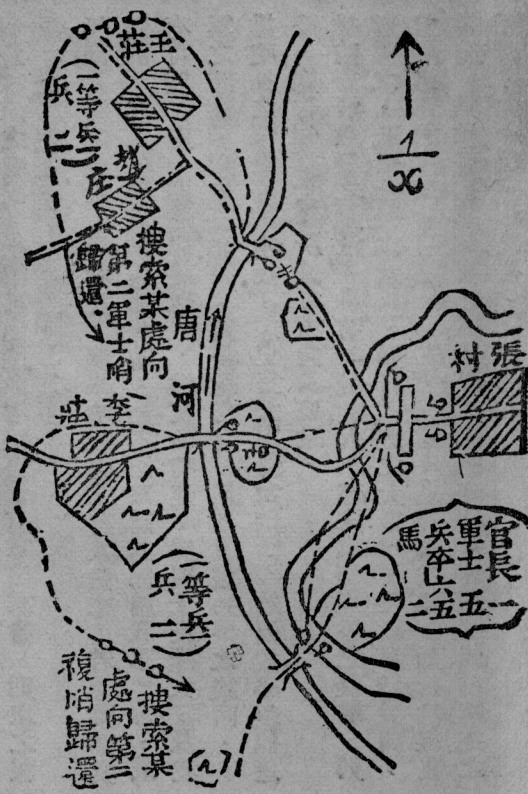 1
x
王莊
(一等兵一
兵二)
趙庄
搜索某處向
第二軍士哨
歸還
唐河
張村
李莊
官長一
軍士五
兵卒六五
馬二
(一等兵一
兵二)
搜索某
處向第二
複哨歸還